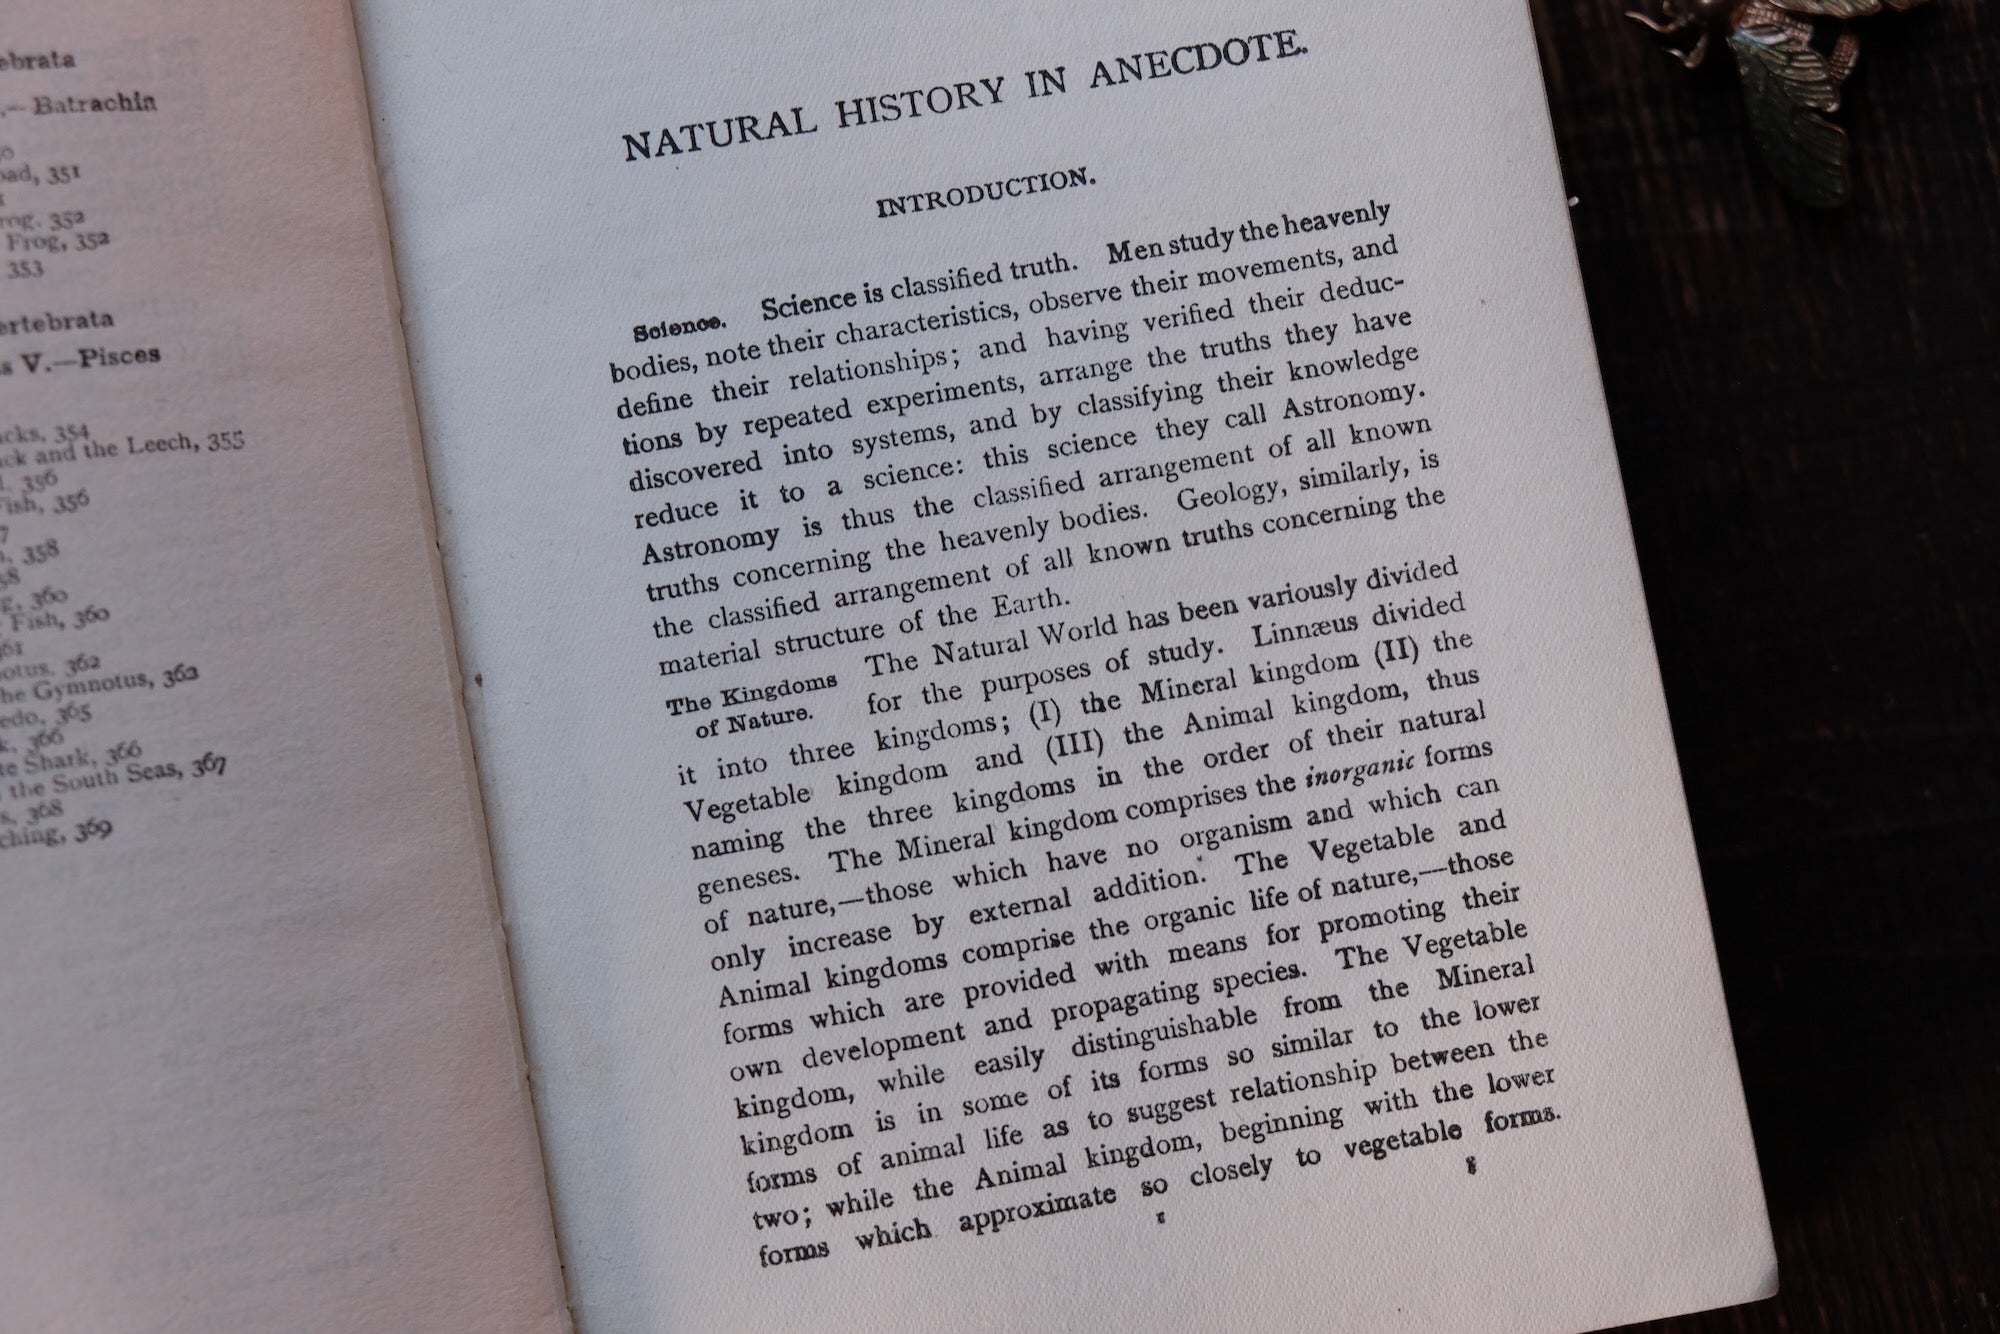 Batrachia
351
352
Frog, 352
353
V.—Pisces
354
and the Leech, 355
356
356
358
360
Fish, 360
362
Gymnotus, 362
365
366
Shark, 366
the South Seas, 367
368
369
NATURAL HISTORY IN ANECDOTE.
INTRODUCTION.
Science. Science is classified truth. Men study the heavenly
bodies, note their characteristics, observe their movements, and
define their relationships; and having verified their deduc-
tions by repeated experiments, arrange the truths they have
discovered into systems, and by classifying their knowledge
reduce it to a science: this science they call Astronomy.
Astronomy is thus the classified arrangement of all known
truths concerning the heavenly bodies. Geology, similarly, is
the classified arrangement of all known truths concerning the
material structure of the Earth.
The Kingdoms The Natural World has been variously divided
of Nature. for the purposes of study. Linnæus divided
it into three kingdoms; (I) the Mineral kingdom (II) the
Vegetable kingdom and (III) the Animal kingdom, thus
naming the three kingdoms in the order of their natural
geneses. The Mineral kingdom comprises the inorganic forms
of nature,—those which have no organism and which can
only increase by external addition. The Vegetable and
Animal kingdoms comprise the organic life of nature,—those
forms which are provided with means for promoting their
own development and propagating species. The Vegetable
kingdom, while easily distinguishable from the Mineral
kingdom is in some of its forms so similar to the lower
forms of animal life as to suggest relationship between the
two; while the Animal kingdom, beginning with the lower
forms which approximate so closely to vegetable forms.